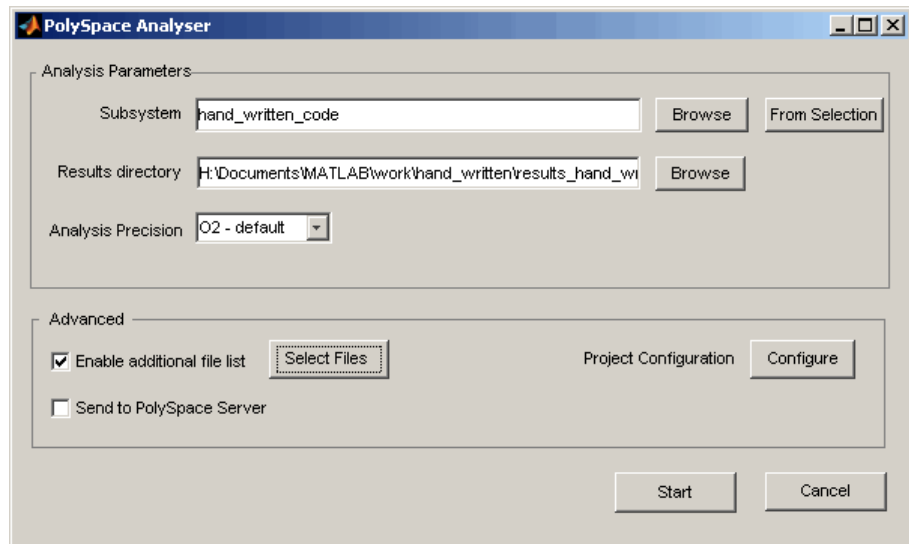 PolySpace Analyser
Analysis Parameters
Subsystem hand_written_code Browse From Selection
Results directory H:\Documents\MATLAB\work\hand_written\results_hand_wr Browse
Analysis Precision O2 - default
Advanced
Enable additional file list Select Files Project Configuration Configure
Send to PolySpace Server
Start Cancel